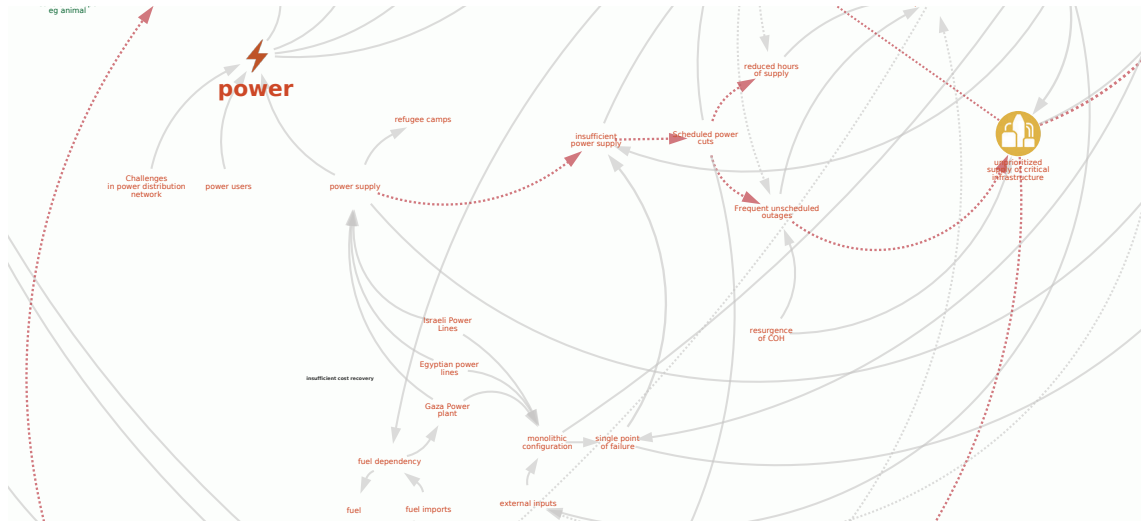 eg animal
power
reduced hours
of supply
refugee camps
insufficient
power supply
Scheduled power
cuts
unprioritized
supply of critical
infrastructure
Challenges
in power distribution
network
power users
power supply
Frequent unscheduled
outages
Israeli Power
Lines
resurgence
of COH
Egyptian power
lines
insufficient cost recovery
Gaza Power
plant
monolithic
configuration
single point
of failure
fuel dependency
external inputs
fuel
fuel imports